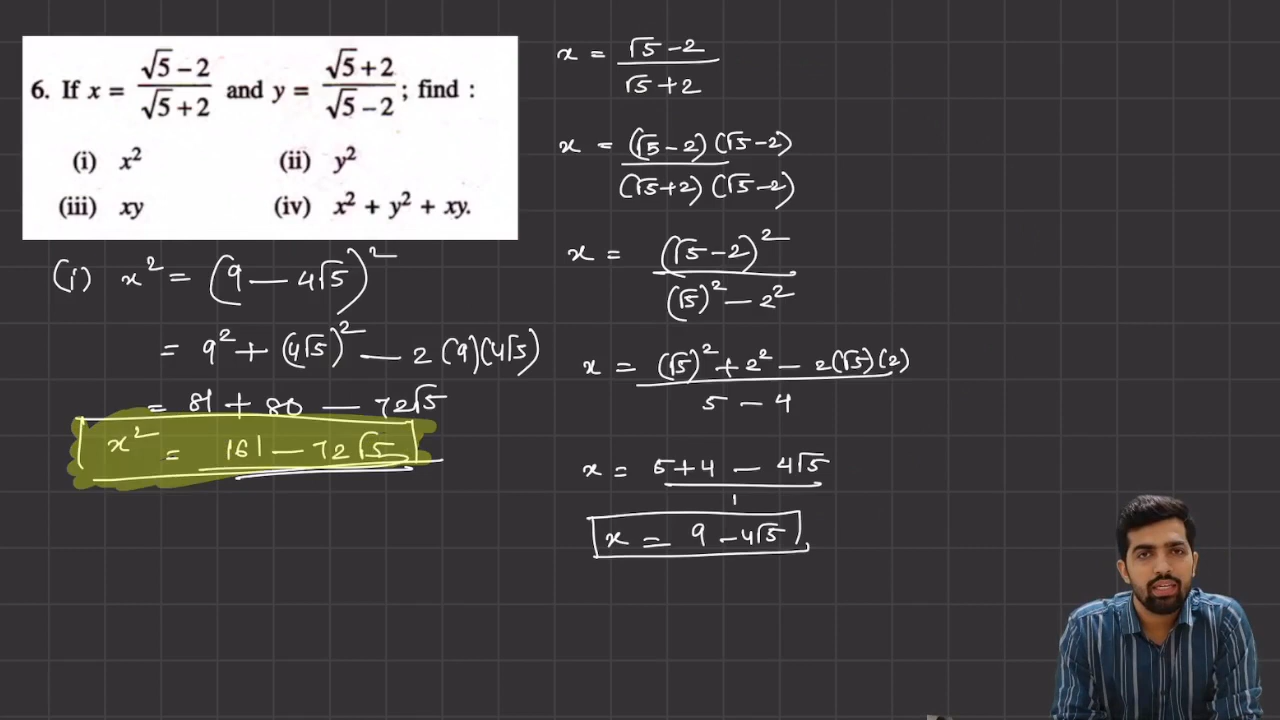 6. If x = (√5 − 2)/(√5 + 2) and y = (√5 + 2)/(√5 − 2); find :
(i) x² (ii) y²
(iii) xy (iv) x² + y² + xy.
(i) x² = (9 − 4√5)²
= 9² + (4√5)² − 2 (9)(4√5)
= 81 + 80 − 72√5
x² = 161 − 72√5
x = (√5 − 2)/(√5 + 2)
x = (√5 − 2)(√5 − 2)/(√5 + 2)(√5 − 2)
x = (√5 − 2)²/(√5)² − 2²
x = (√5)² + 2² − 2(√5)(2)/5 − 4
x = 5 + 4 − 4√5/1
x = 9 − 4√5